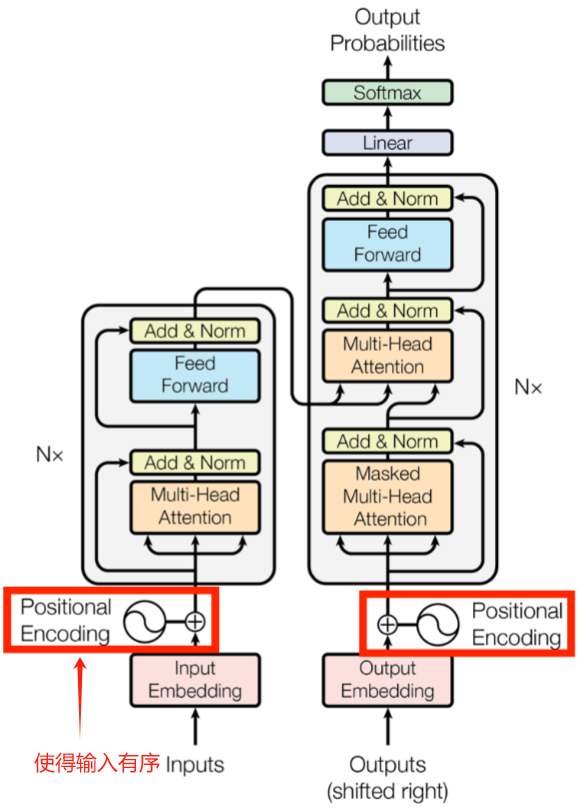 Output
Probabilities
Softmax
Linear
Add & Norm
Feed
Forward
Add & Norm
Multi-Head
Attention
Add & Norm
Masked
Multi-Head
Attention
N×
Add & Norm
Feed
Forward
Add & Norm
Multi-Head
Attention
N×
Positional
Encoding
Positional
Encoding
Input
Embedding
Output
Embedding
使得输入有序
Inputs
Outputs
(shifted right)